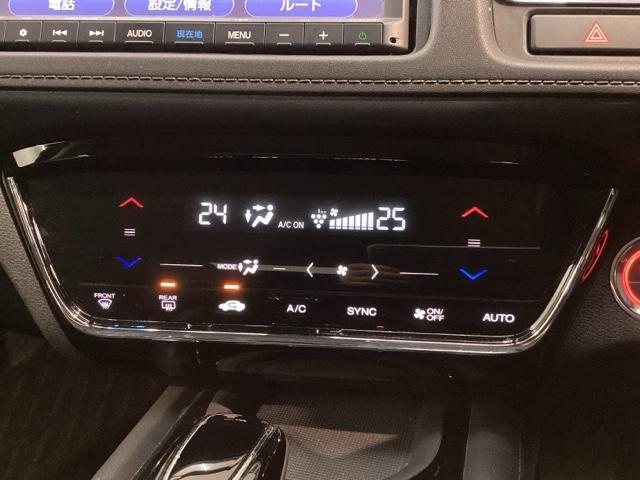 電話 設定/情報 ルート
AUDIO 現在地 MENU − +
24 A/C ON 25
MODE
FRONT REAR A/C SYNC ON/OFF AUTO